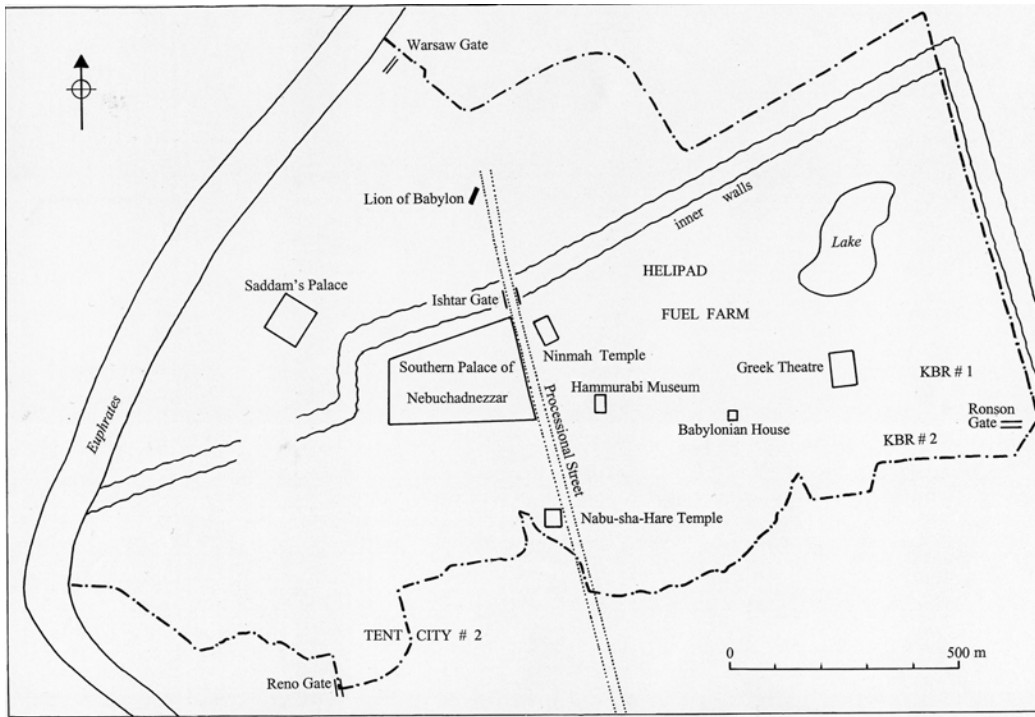 Warsaw Gate
Lion of Babylon
inner walls
Lake
HELIPAD
Saddam's Palace
Ishtar Gate
FUEL FARM
Ninmah Temple
Southern Palace of
Nebuchadnezzar
Greek Theatre
KBR # 1
Hammurabi Museum
Processional Street
Babylonian House
Ronson
Gate
KBR # 2
Euphrates
Nabu-sha-Hare Temple
TENT CITY # 2
Reno Gate
0 500 m